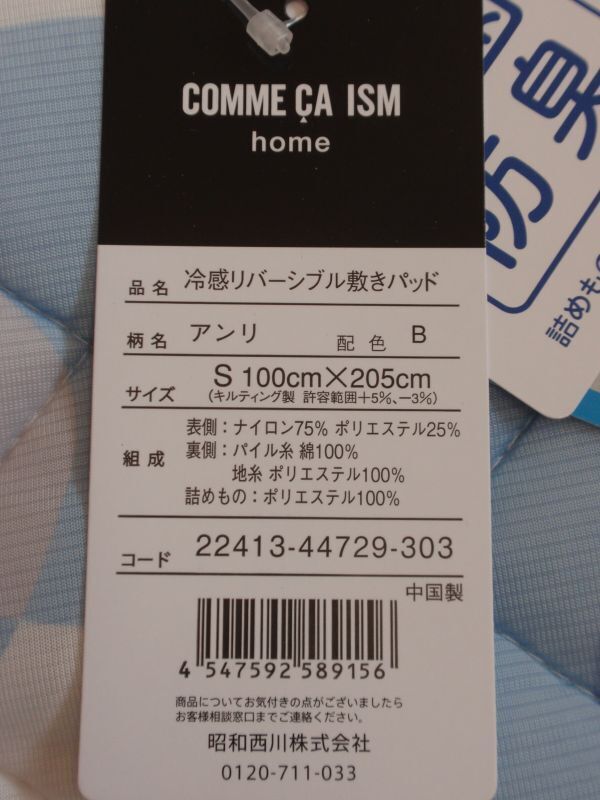 COMME ÇA ISM
home
品名 冷感リバーシブル敷きパッド
柄名 アンリ 配色 B
サイズ S 100cm×205cm
(キルティング製 許容範囲+5%、-3%)
組成 表側：ナイロン75% ポリエステル25%
裏側：パイル糸 綿100%
地糸 ポリエステル100%
詰めもの：ポリエステル100%
コード 22413-44729-303
中国製
4 547592 589156
商品についてお気付きの点がございましたら
お客様相談窓口までご連絡ください。
昭和西川株式会社
0120-711-033
防臭
詰めもの